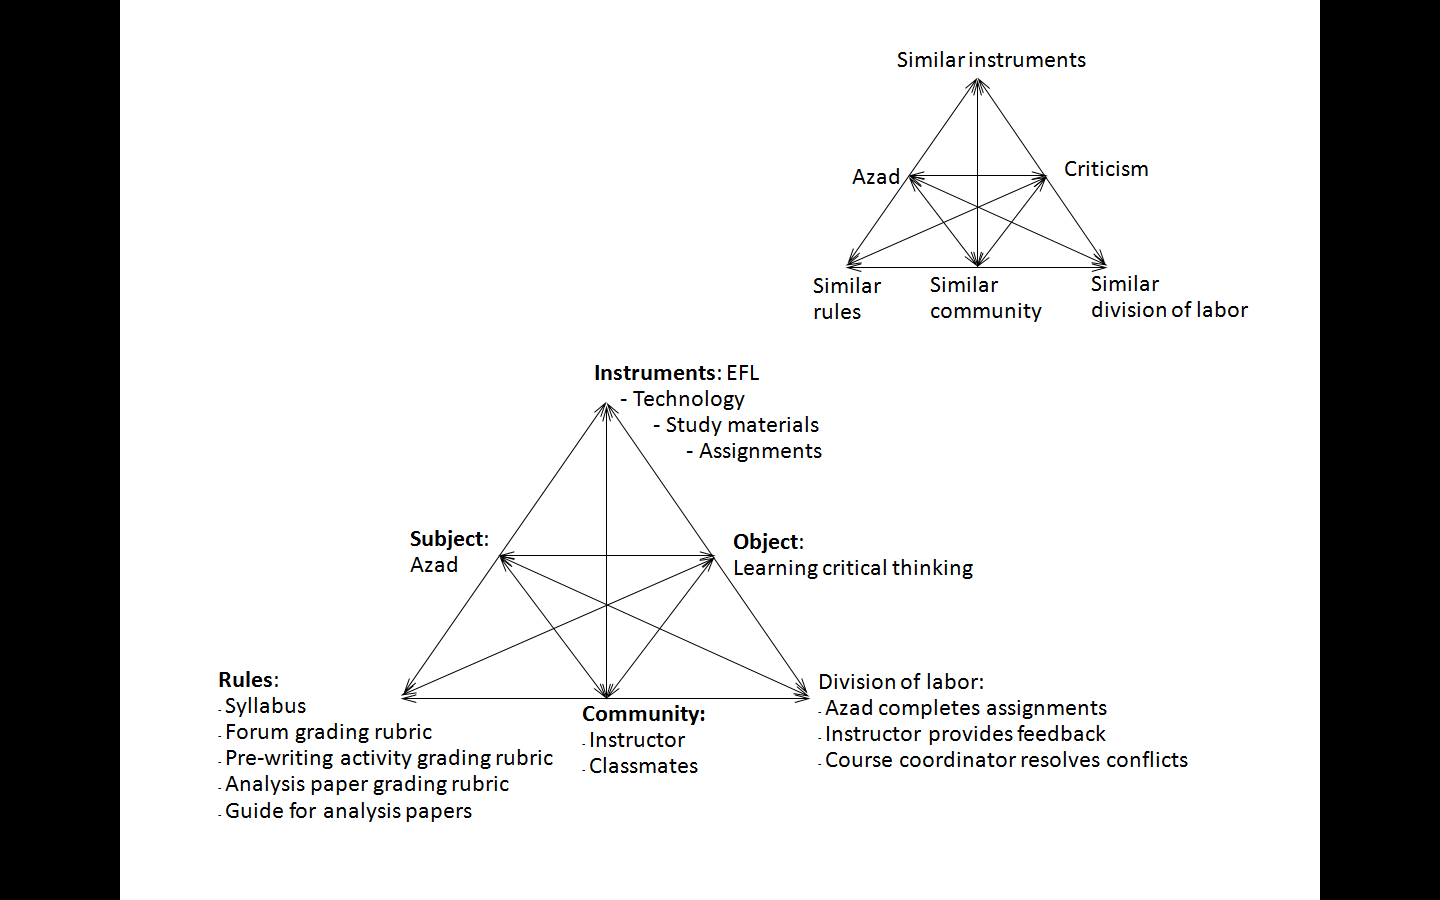 Similar instruments
Azad
Criticism
Similar
rules
Similar
community
Similar
division of labor
Instruments: EFL
- Technology
- Study materials
- Assignments
Subject:
Azad
Object:
Learning critical thinking
Rules:
- Syllabus
- Forum grading rubric
- Pre-writing activity grading rubric
- Analysis paper grading rubric
- Guide for analysis papers
Community:
- Instructor
- Classmates
Division of labor:
- Azad completes assignments
- Instructor provides feedback
- Course coordinator resolves conflicts